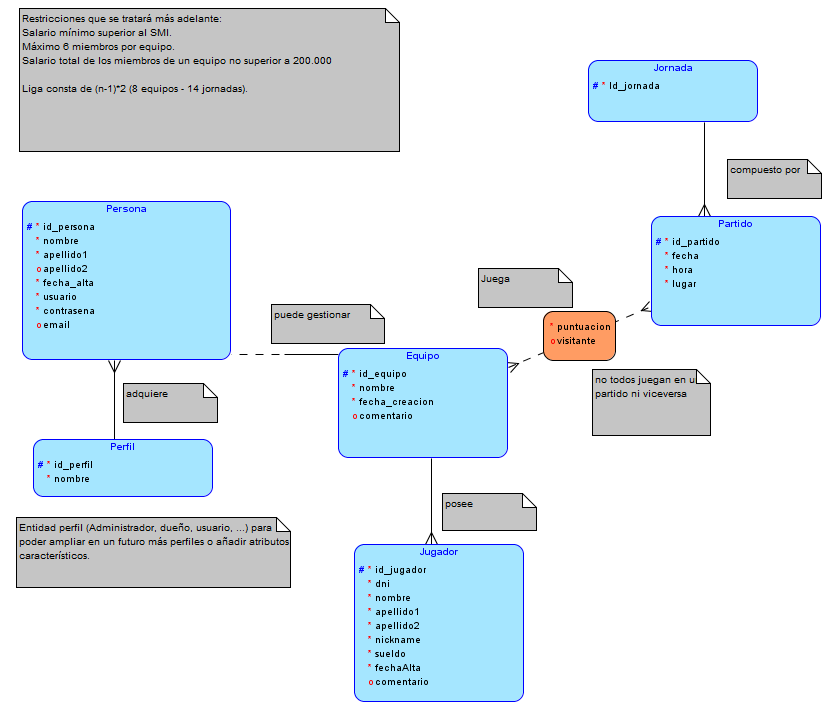 Restricciones que se tratará más adelante:
Salario mínimo superior al SMI.
Máximo 6 miembros por equipo.
Salario total de los miembros de un equipo no superior a 200.000
Liga consta de (n-1)*2 (8 equipos - 14 jornadas).
Jornada
# * Id_jornada
compuesto por
Persona
# * id_persona
* nombre
* apellido1
o apellido2
* fecha_alta
* usuario
* contrasena
o email
Partido
# * id_partido
* fecha
* hora
* lugar
Juega
puede gestionar
* puntuacion
o visitante
Equipo
# * id_equipo
* nombre
* fecha_creacion
o comentario
no todos juegan en u
partido ni viceversa
adquiere
Perfil
# * id_perfil
* nombre
posee
Entidad perfil (Administrador, dueño, usuario, ...) para
poder ampliar en un futuro más perfiles o añadir atributos
característicos.
Jugador
# * id_jugador
* dni
* nombre
* apellido1
* apellido2
* nickname
* sueldo
* fechaAlta
o comentario